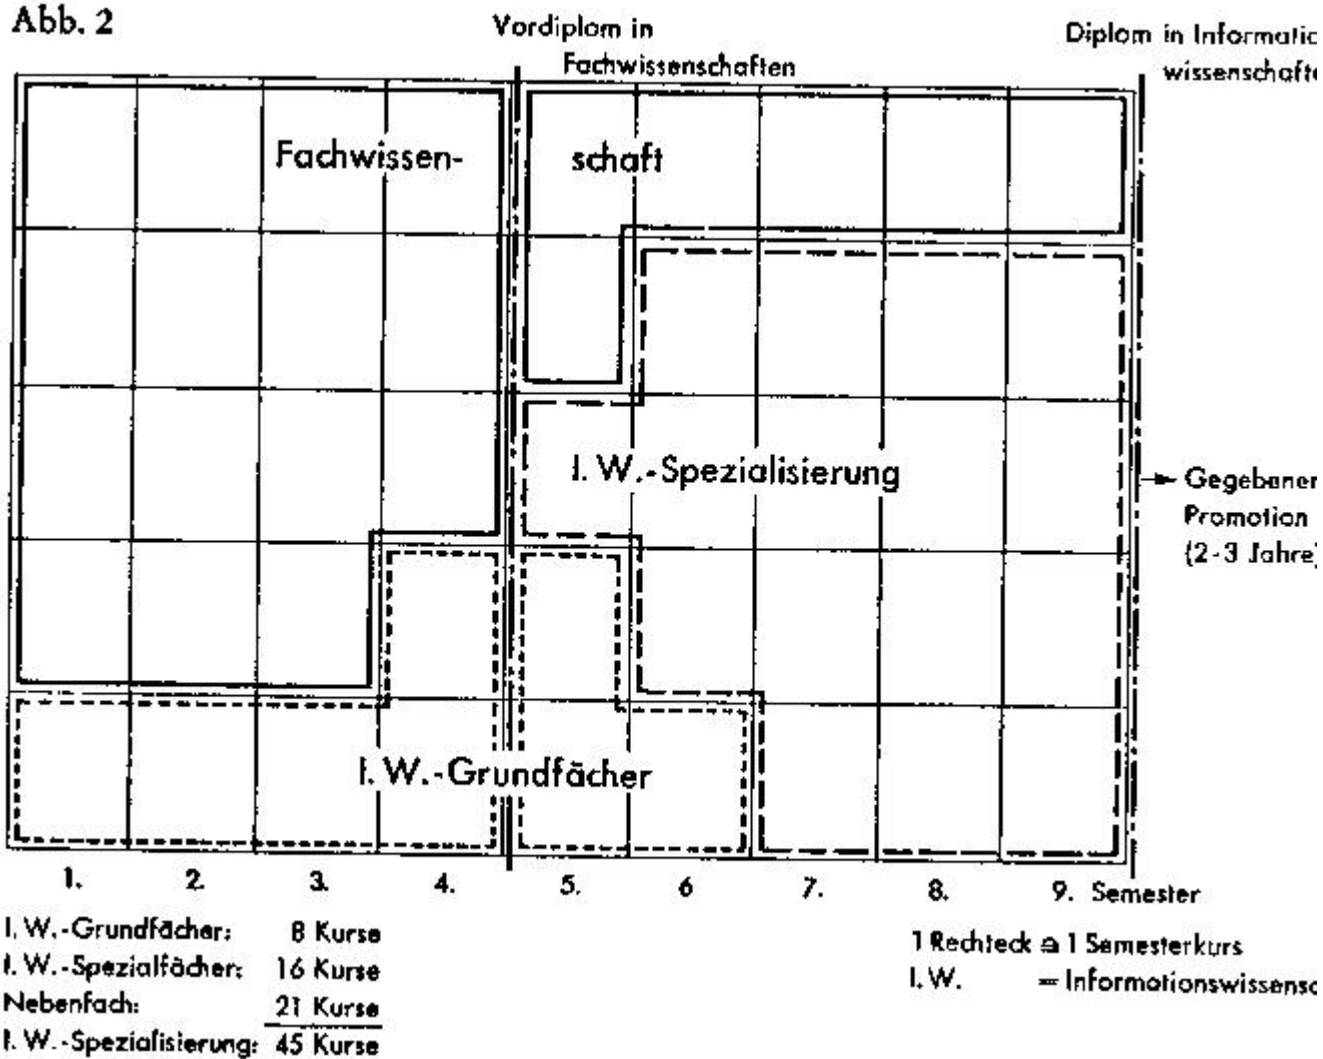 Abb. 2
Vordiplom in
Fachwissenschaften
Diplom in Informatio
wissenschafte
Fachwissen-
schaft
I. W.-Spezialisierung
Gegebener
Promotion
(2-3 Jahre)
I. W.-Grundfächer
1. 2. 3. 4. 5. 6 7. 8. 9. Semester
I. W.-Grundfächer: 8 Kurse
I. W.-Spezialfächer: 16 Kurse
Nebenfach: 21 Kurse
I. W.-Spezialisierung: 45 Kurse
1 Rechteck ≙ 1 Semesterkurs
I. W. = Informationswissensc